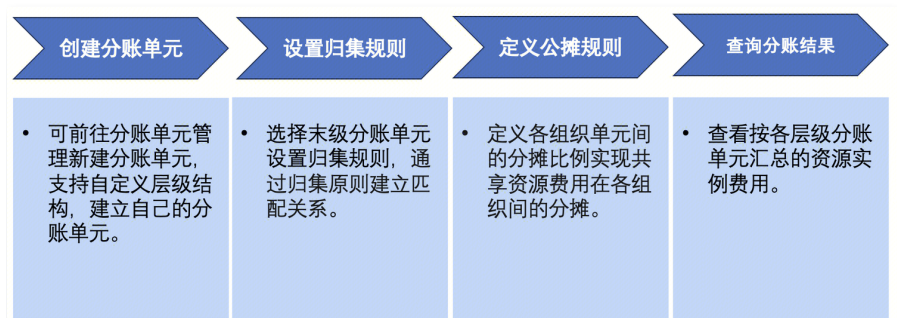 创建分账单元
设置归集规则
定义公摊规则
查询分账结果
• 可前往分账单元管
理新建分账单元，
支持自定义层级结
构，建立自己的分
账单元。
• 选择末级分账单元
设置归集规则，通
过归集原则建立匹
配关系。
• 定义各组织单元间
的分摊比例实现共
享资源费用在各组
织间的分摊。
• 查看按各层级分账
单元汇总的资源实
例费用。